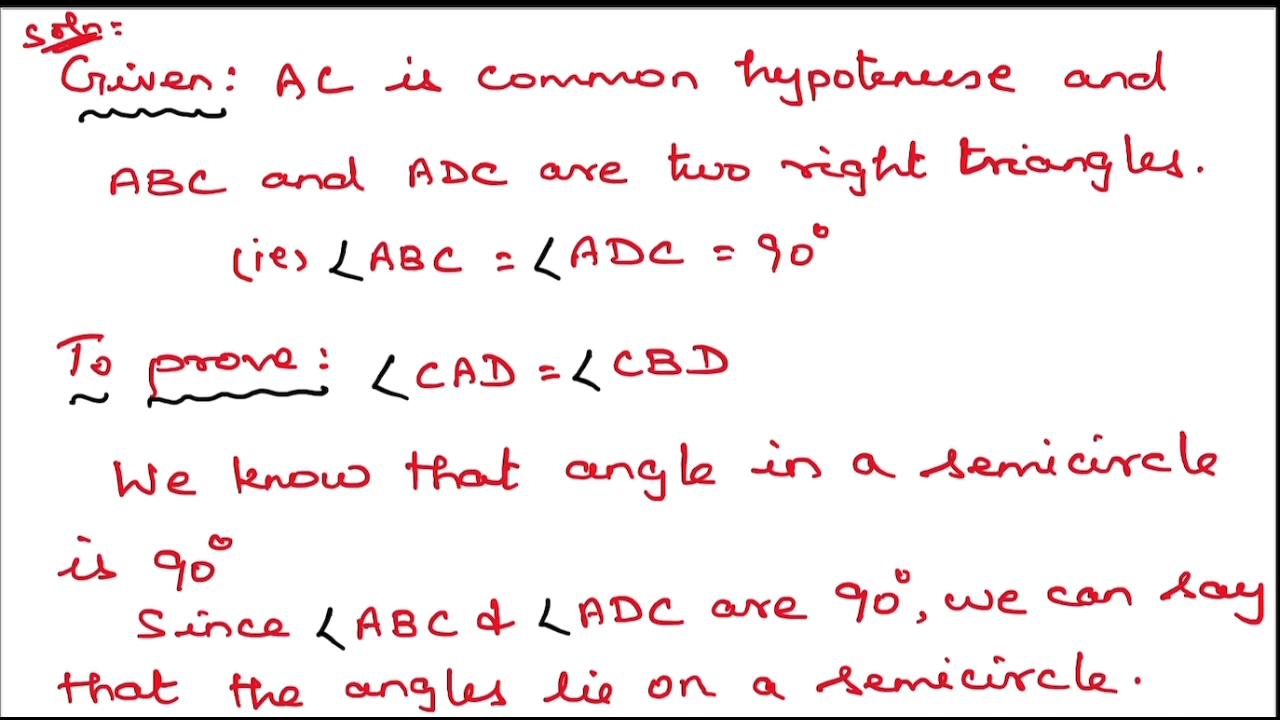 Soln:
Given: AC is common hypotenuse and
ABC and ADC are two right triangles.
(ie) ∠ABC = ∠ADC = 90°
To prove: ∠CAD = ∠CBD
We know that angle in a semicircle
is 90°
Since ∠ABC & ∠ADC are 90°, we can say
that the angles lie on a semicircle.